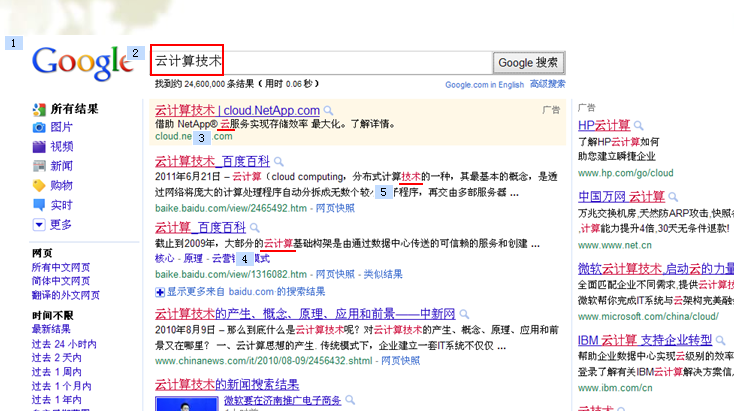 1
Google
2
云计算技术
Google 搜索
找到约 24,600,000 条结果 (用时 0.06 秒)
Google.com in English 高级搜索
所有结果
图片
视频
新闻
购物
实时
更多
网页
所有中文网页
简体中文网页
翻译的外文网页
时间不限
最新结果
过去 24 小时内
过去 2 天内
过去 1 周内
过去 1 个月内
过去 1 年内
云计算技术 | cloud.NetApp.com
广告
借助 NetApp® 云服务实现存储效率 最大化。了解详情。
cloud.ne 3 .com
云计算技术_百度百科
2011年6月21日 – 云计算 (cloud computing, 分布式计算技术的一种, 其最基本的概念, 是透
过网络将庞大的计算处理程序自动分拆成无数个较 5 子程序, 再交由多部服务器 ...
baike.baidu.com/view/2465492.htm - 网页快照
云计算_百度百科
截止到2009年, 大部分的云计算基础构架是由通过数据中心传送的可信赖的服务和创建 ...
核心 - 原理 - 云营 4 模式
baike.baidu.com/view/1316082.htm - 网页快照 - 类似结果
显示更多来自 baidu.com 的搜索结果
云计算技术的产生、概念、原理、应用和前景——中新网
2010年8月9日 – 那么到底什么是云计算技术呢? 对云计算技术的产生、概念、原理、应用和前
景又在哪里? 一、云计算思想的产生. 传统模式下, 企业建立一套IT系统不仅仅 ...
www.chinanews.com/it/2010/08-09/2456432.shtml - 网页快照
云计算技术的新闻搜索结果
微软要在济南推广电子商务
广告
HP云计算
了解HP云计算如何
助您建立瞬捷企业
www.hp.com/go/cloud
中国万网 云计算
万兆交换机房,天然防ARP攻击,快照
,计算能力提升4倍,30天无条件退款!
www.www.net.cn
微软云计算技术,启动云的力量
全面匹配企业不同需求,提供云计算技
微软帮你完成IT系统与云架构完美融
www.microsoft.com/china/cloud/
IBM 云计算 支持企业转型
帮助企业数据中心实现云级别的效率
登录了解有关IBM云计算解决方案信
www.ibm.com/cn